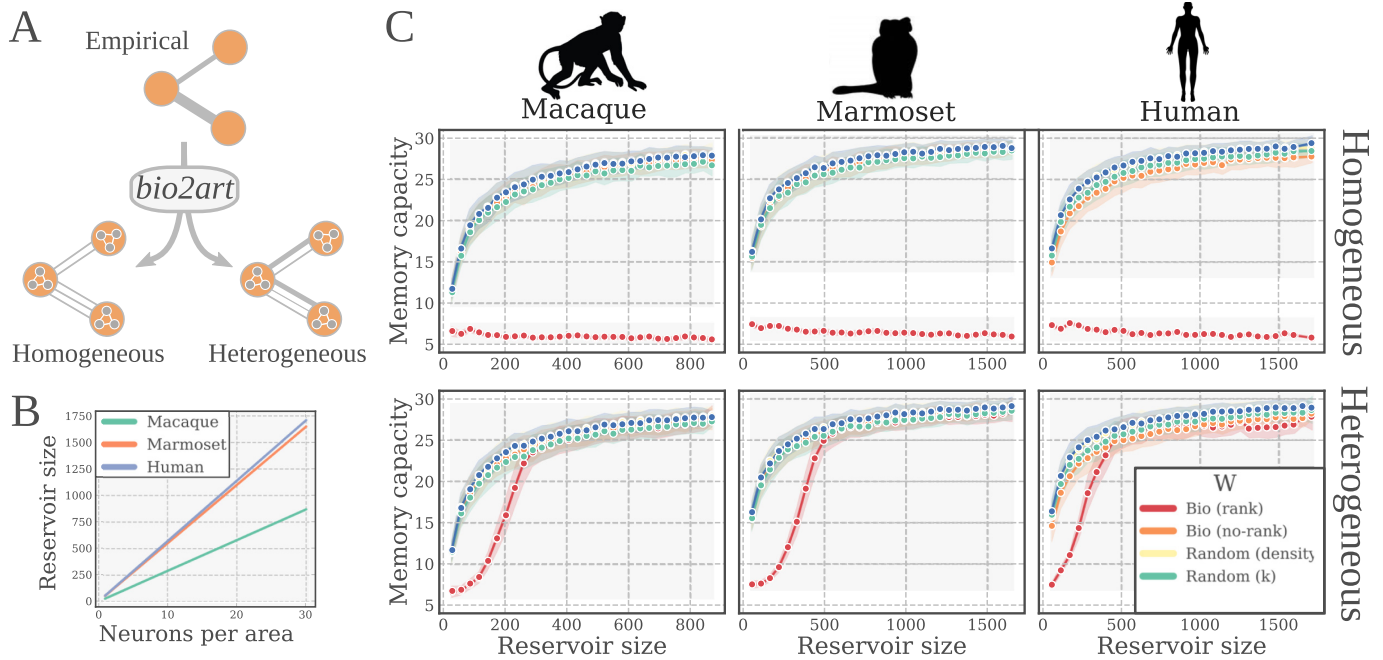 A
Empirical
bio2art
Homogeneous
Heterogeneous
B
Reservoir size
1750
1500
1250
1000
750
500
250
0
Macaque
Marmoset
Human
0
10
20
30
Neurons per area
C
Macaque
Marmoset
Human
Homogeneous
Memory capacity
30
25
20
15
10
5
0
200
400
600
800
0
500
1000
1500
0
500
1000
1500
Heterogeneous
Memory capacity
30
25
20
15
10
5
0
200
400
600
800
Reservoir size
0
500
1000
1500
Reservoir size
0
500
1000
1500
Reservoir size
W
Bio (rank)
Bio (no-rank)
Random (density
Random (k)